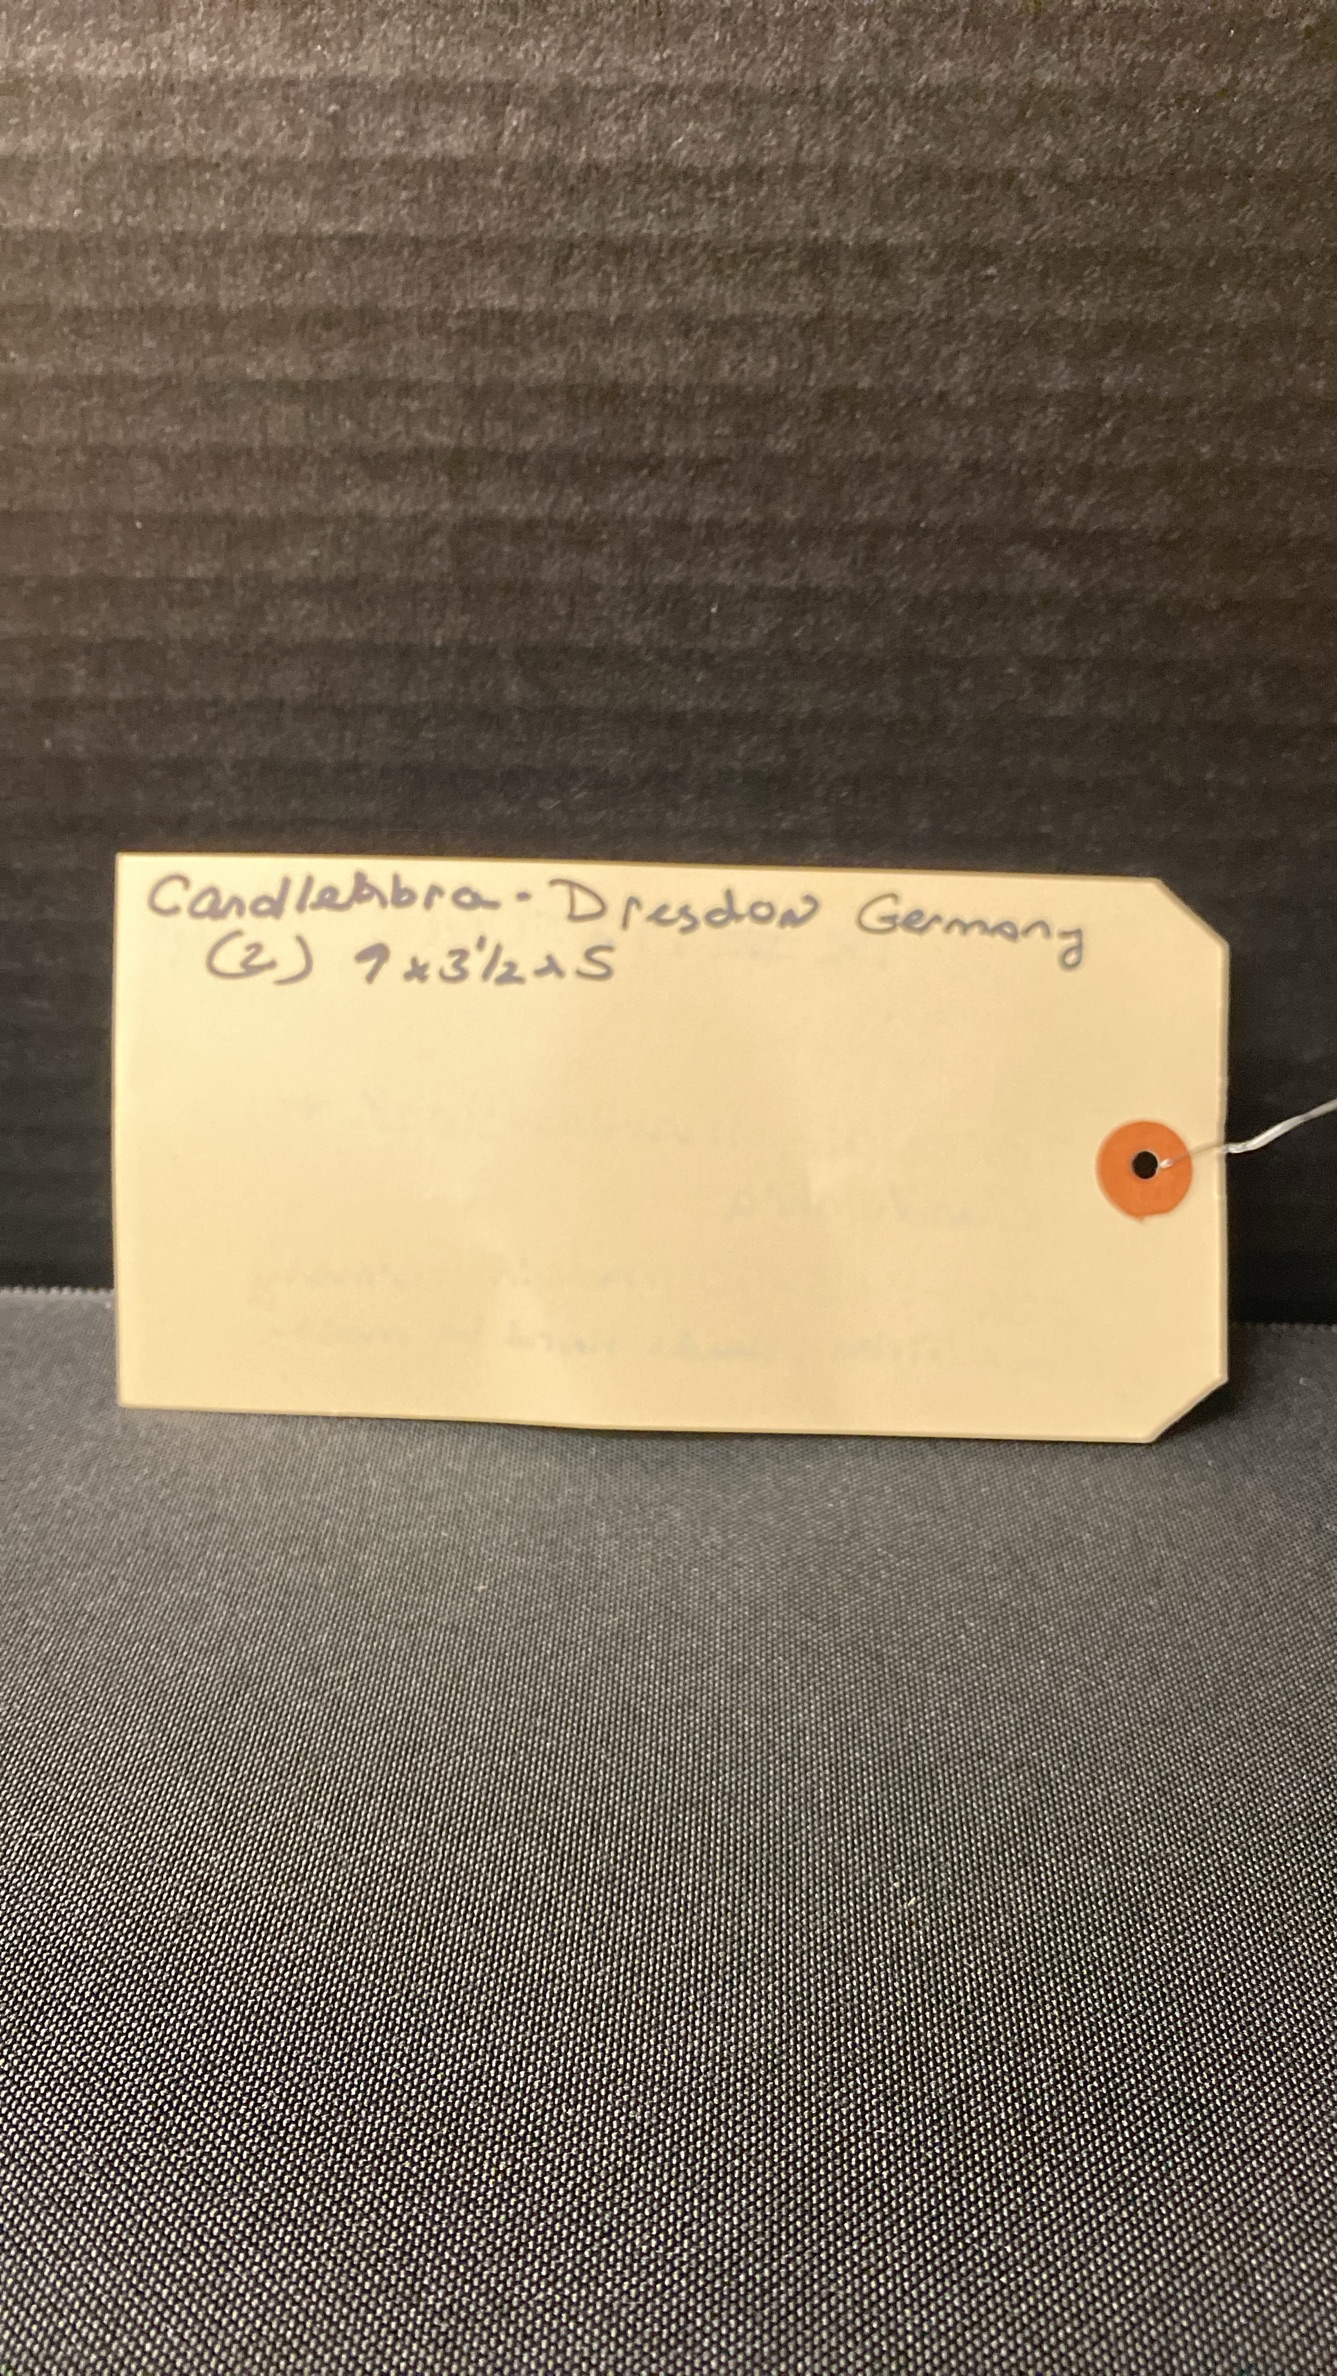 Candlelabra - Dresdon Germany
(2) 9 x 3 1/2 x 5